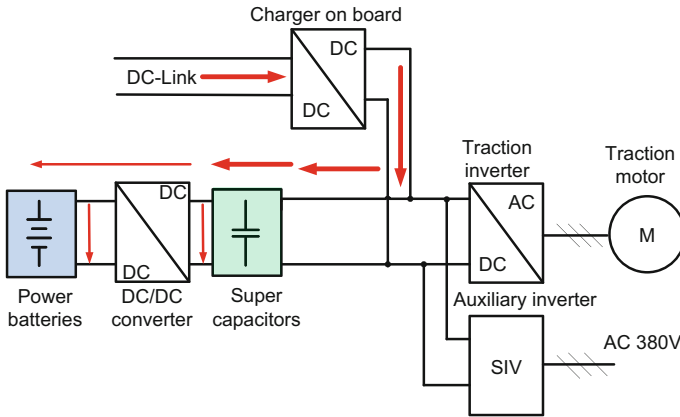 Charger on board
DC
DC-Link
DC
Traction
inverter
Traction
motor
DC
AC
M
DC
DC
Power
batteries
DC/DC
converter
Super
capacitors
Auxiliary inverter
SIV
AC 380V